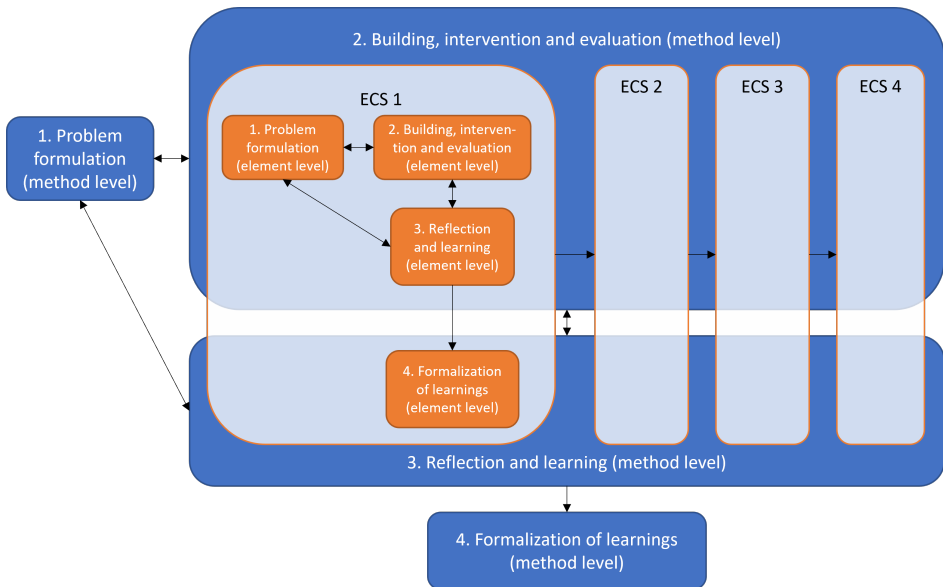 2. Building, intervention and evaluation (method level)
ECS 1
ECS 2
ECS 3
ECS 4
1. Problem
formulation
(method level)
1. Problem
formulation
(element level)
2. Building, interven-
tion and evaluation
(element level)
3. Reflection
and learning
(element level)
4. Formalization
of learnings
(element level)
3. Reflection and learning (method level)
4. Formalization of learnings
(method level)